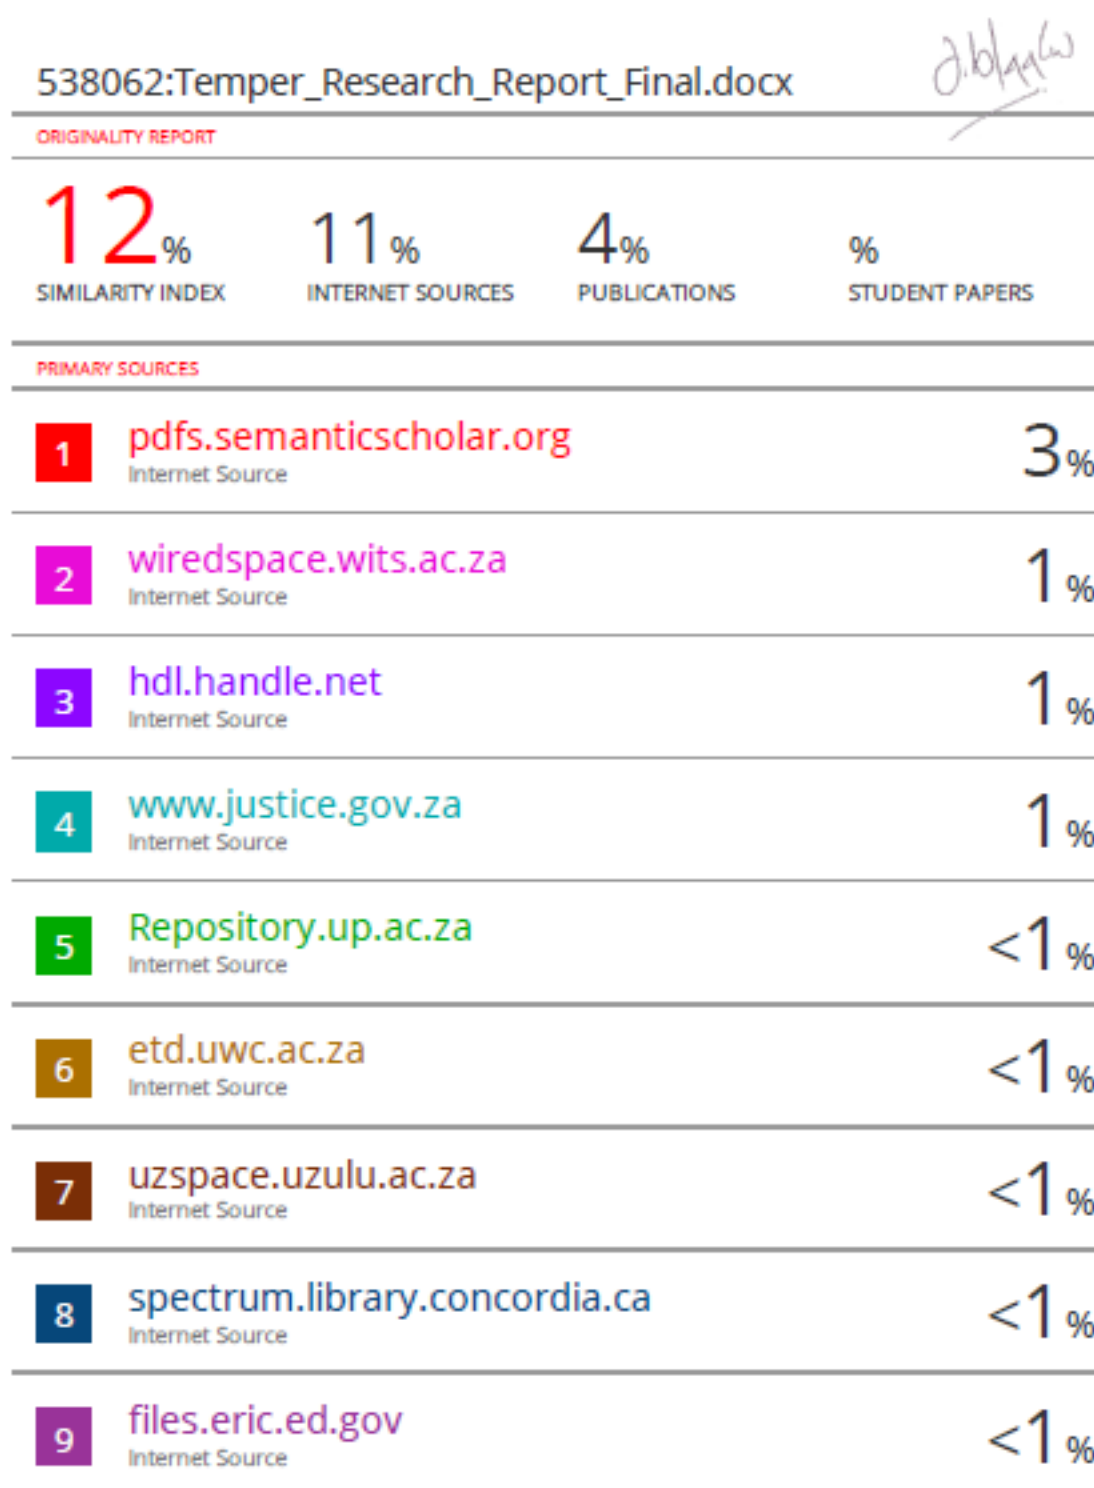 538062:Temper_Research_Report_Final.docx
ORIGINALITY REPORT
12%
SIMILARITY INDEX
11%
INTERNET SOURCES
4%
PUBLICATIONS
%
STUDENT PAPERS
PRIMARY SOURCES
1 pdfs.semanticscholar.org 3%
Internet Source
2 wiredspace.wits.ac.za 1%
Internet Source
3 hdl.handle.net 1%
Internet Source
4 www.justice.gov.za 1%
Internet Source
5 Repository.up.ac.za <1%
Internet Source
6 etd.uwc.ac.za <1%
Internet Source
7 uzspace.uzulu.ac.za <1%
Internet Source
8 spectrum.library.concordia.ca <1%
Internet Source
9 files.eric.ed.gov <1%
Internet Source